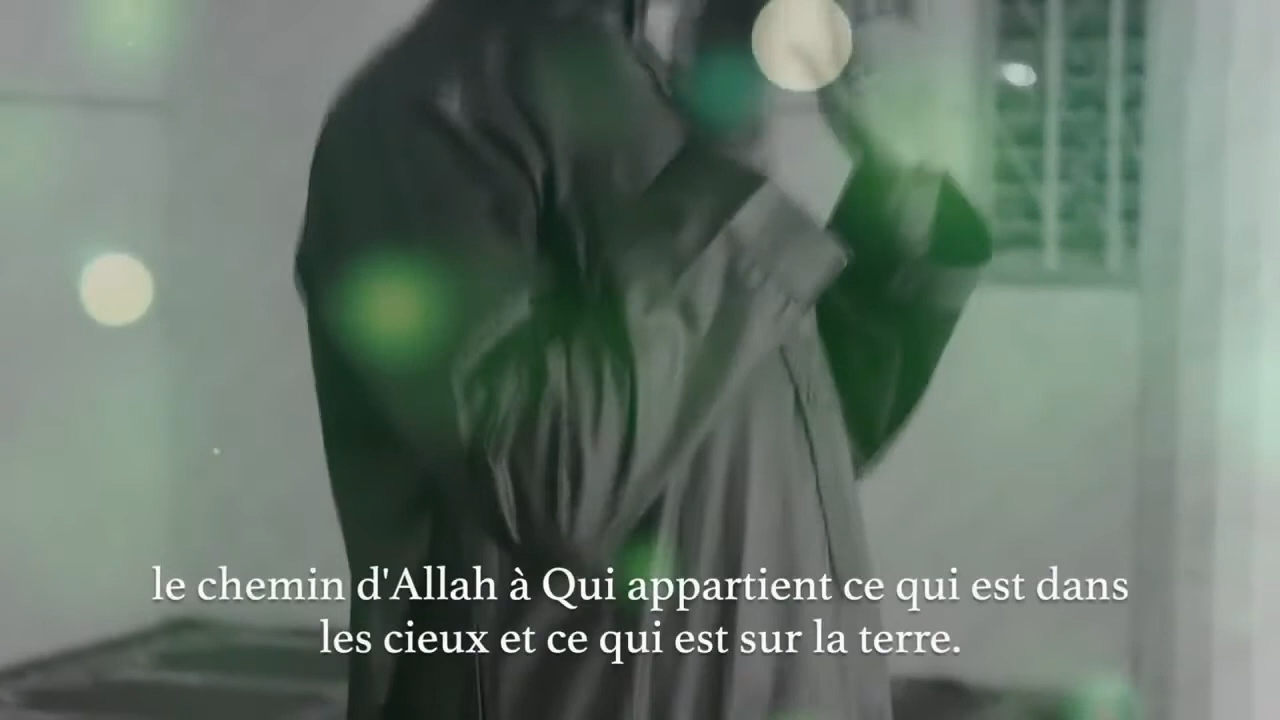 le chemin d'Allah à Qui appartient ce qui est dans
les cieux et ce qui est sur la terre.